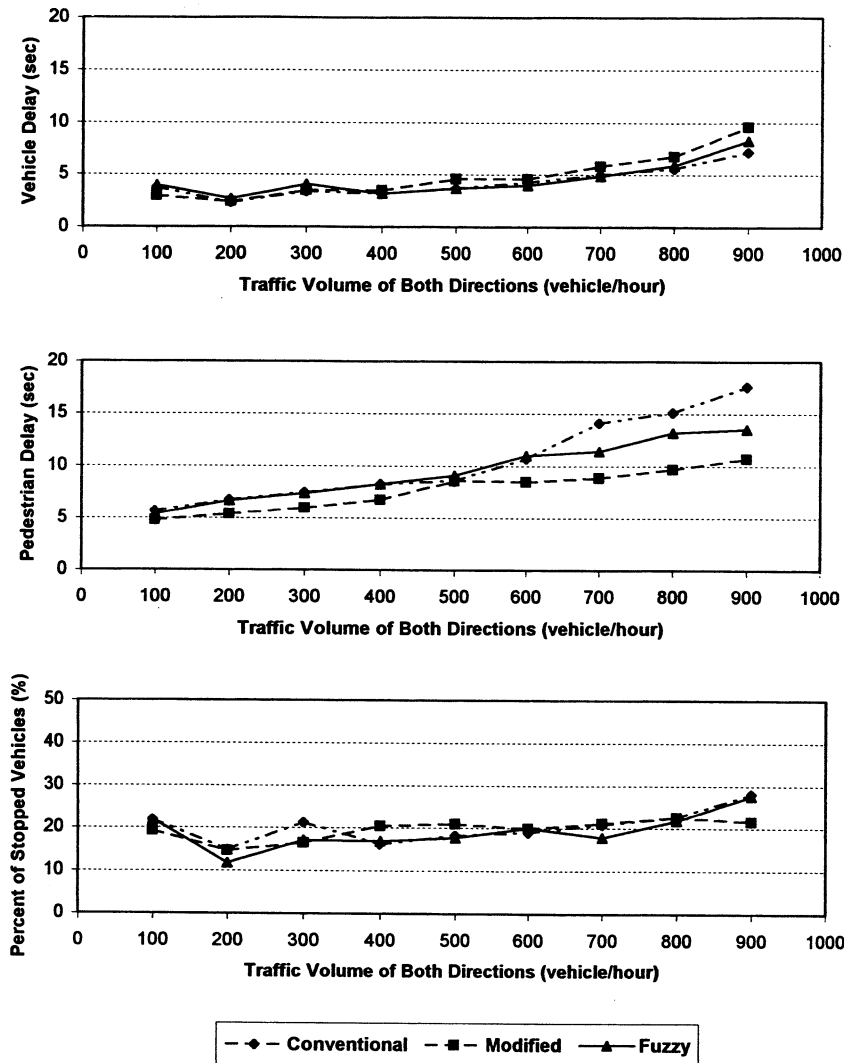 20
15
10
5
0
Vehicle Delay (sec)
0 100 200 300 400 500 600 700 800 900 1000
Traffic Volume of Both Directions (vehicle/hour)
20
15
10
5
0
Pedestrian Delay (sec)
0 100 200 300 400 500 600 700 800 900 1000
Traffic Volume of Both Directions (vehicle/hour)
50
40
30
20
10
0
Percent of Stopped Vehicles (%)
0 100 200 300 400 500 600 700 800 900 1000
Traffic Volume of Both Directions (vehicle/hour)
Conventional Modified Fuzzy